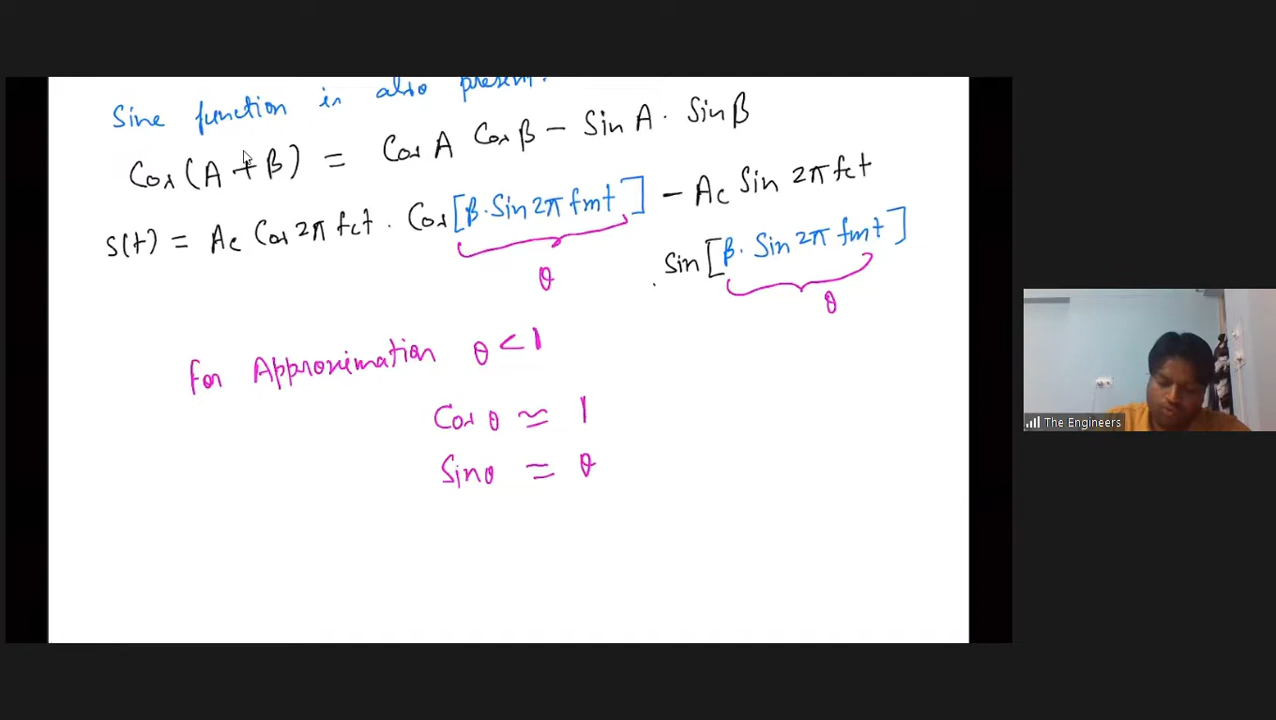 Sine function is also present.
Cos(A+B) = Cos A Cos B - Sin A . Sin B
s(t) = Ac Cos 2π fct . Cos [β. Sin 2π fmt] - Ac Sin 2π fct
. Sin [β. Sin 2π fmt]
θ
θ
For Approximation θ < 1
Cos θ ≃ 1
Sin θ ≃ θ
The Engineers